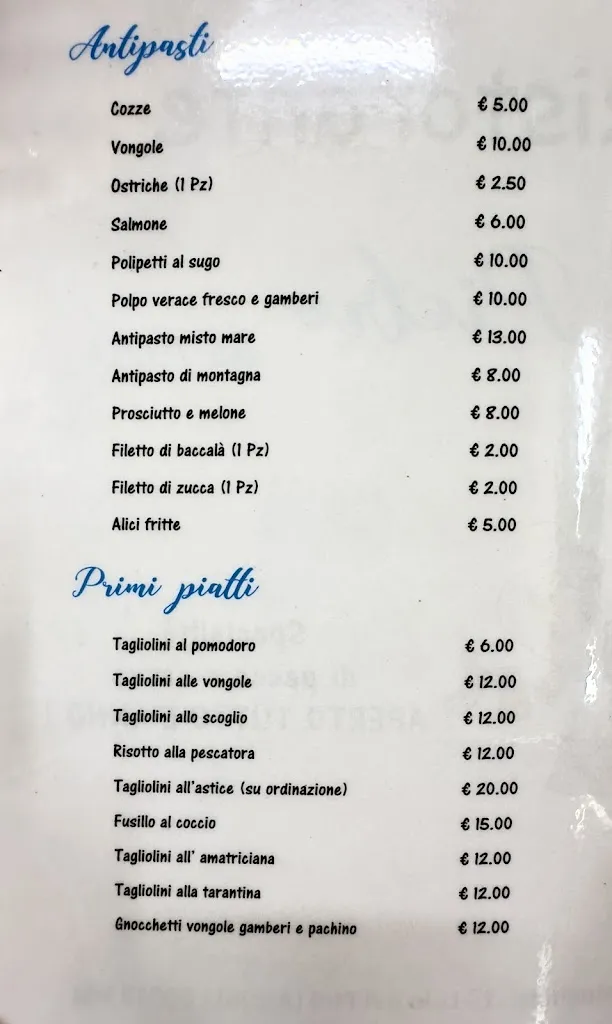 Antipasti
Cozze € 5.00
Vongole € 10.00
Ostriche (1 Pz) € 2.50
Salmone € 6.00
Polipetti al sugo € 10.00
Polpo verace fresco e gamberi € 10.00
Antipasto misto mare € 13.00
Antipasto di montagna € 8.00
Prosciutto e melone € 8.00
Filetto di baccalà (1 Pz) € 2.00
Filetto di zucca (1 Pz) € 2.00
Alici fritte € 5.00
Primi piatti
Tagliolini al pomodoro € 6.00
Tagliolini alle vongole € 12.00
Tagliolini allo scoglio € 12.00
Risotto alla pescatora € 12.00
Tagliolini all'astice (su ordinazione) € 20.00
Fusillo al coccio € 15.00
Tagliolini all' amatriciana € 12.00
Tagliolini alla tarantina € 12.00
Gnocchetti vongole gamberi e pachino € 12.00